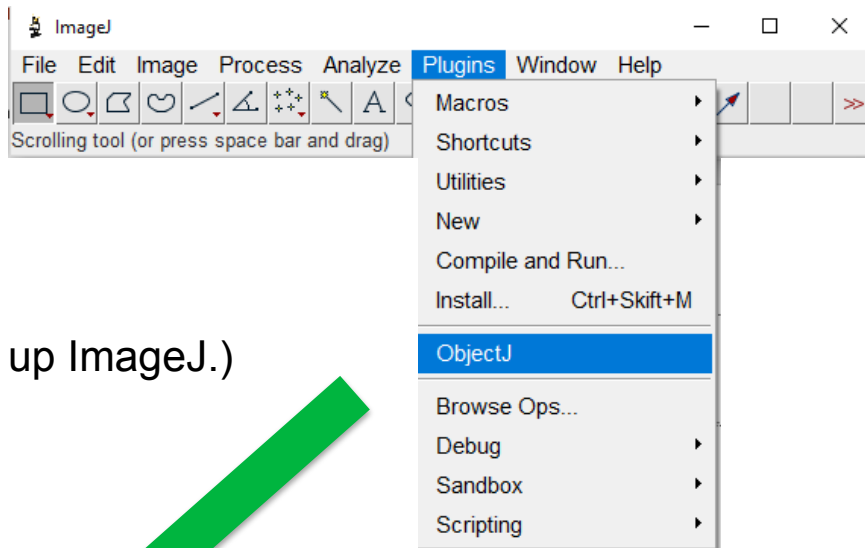 ImageJ
File Edit Image Process Analyze Plugins Window Help
A
>>
Scrolling tool (or press space bar and drag)
Macros
Shortcuts
Utilities
New
Compile and Run...
Install... Ctrl+Skift+M
ObjectJ
Browse Ops...
Debug
Sandbox
Scripting
up ImageJ.)